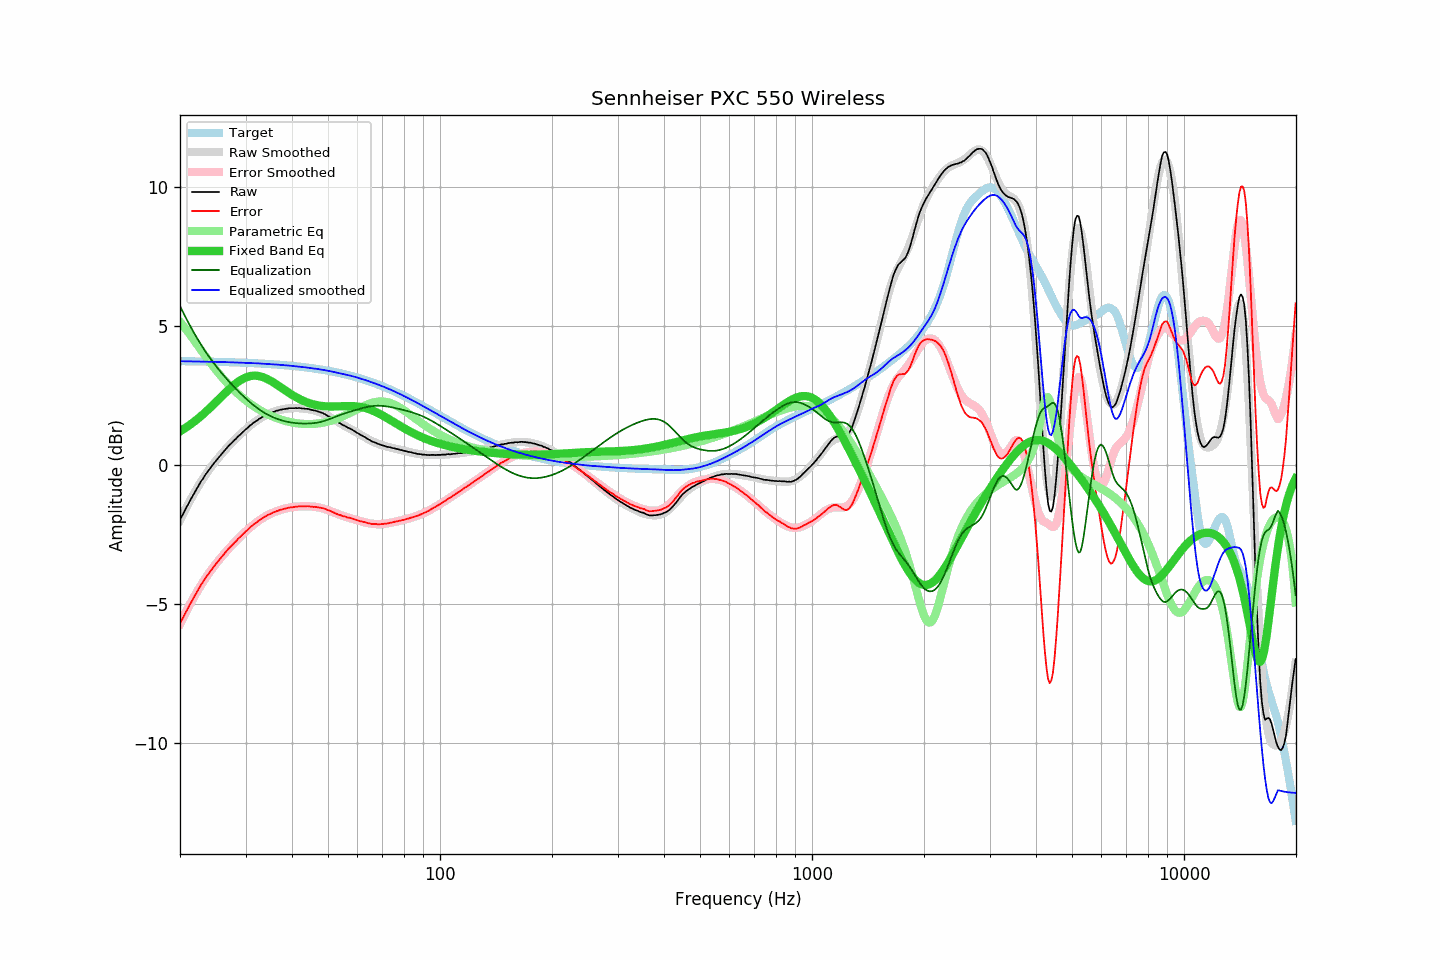 Sennheiser PXC 550 Wireless
Target
Raw Smoothed
Error Smoothed
Raw
Error
Parametric Eq
Fixed Band Eq
Equalization
Equalized smoothed
10
5
0
−5
−10
Amplitude (dBr)
100
1000
10000
Frequency (Hz)